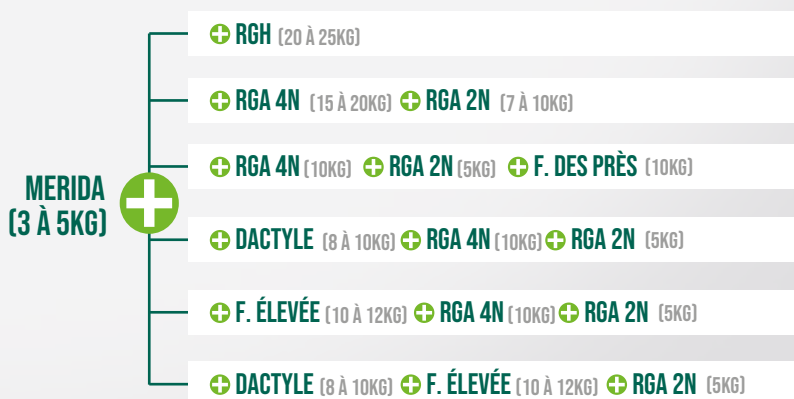 MERIDA
(3 À 5KG)
RGH (20 À 25KG)
RGA 4N (15 À 20KG) RGA 2N (7 À 10KG)
RGA 4N (10KG) RGA 2N (5KG) F. DES PRÈS (10KG)
DACTYLE (8 À 10KG) RGA 4N (10KG) RGA 2N (5KG)
F. ÉLEVÉE (10 À 12KG) RGA 4N (10KG) RGA 2N (5KG)
DACTYLE (8 À 10KG) F. ÉLEVÉE (10 À 12KG) RGA 2N (5KG)